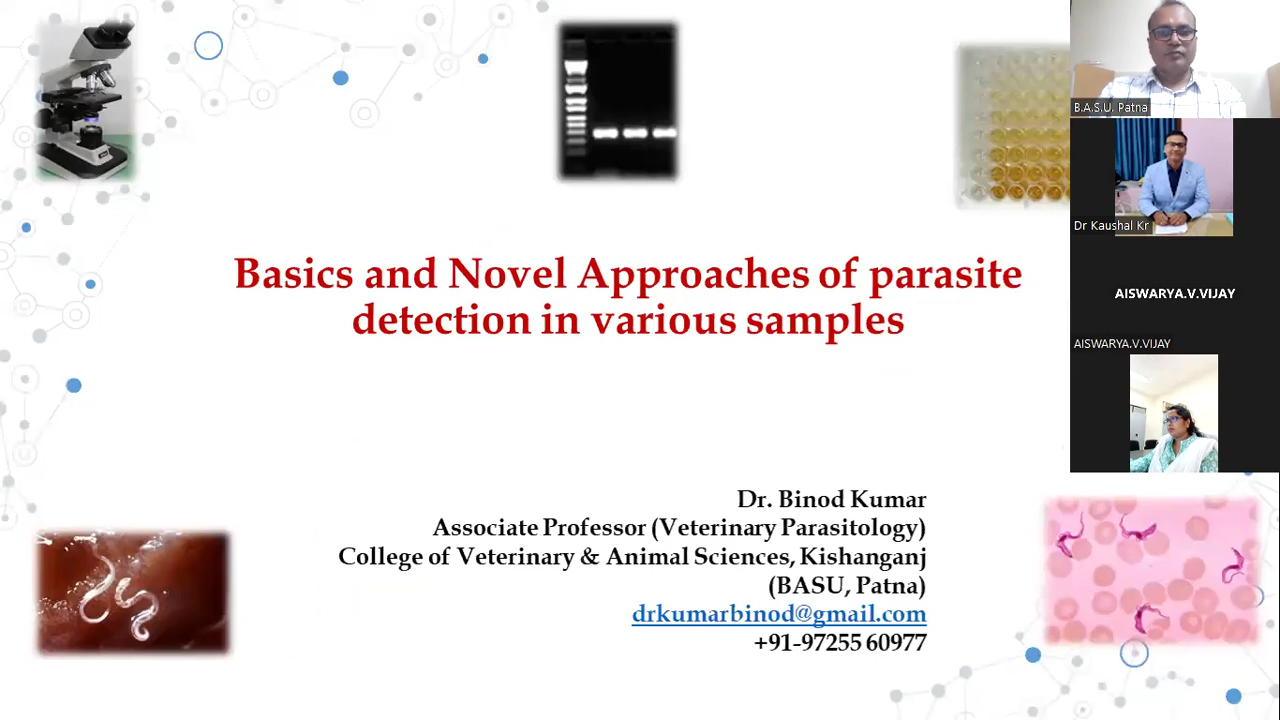 Basics and Novel Approaches of parasite
detection in various samples
Dr. Binod Kumar
Associate Professor (Veterinary Parasitology)
College of Veterinary & Animal Sciences, Kishanganj
(BASU, Patna)
drkumarbinod@gmail.com
+91-97255 60977
B.A.S.U. Patna
Dr Kaushal Kr
AISWARYA.V.VIJAY
AISWARYA.V.VIJAY